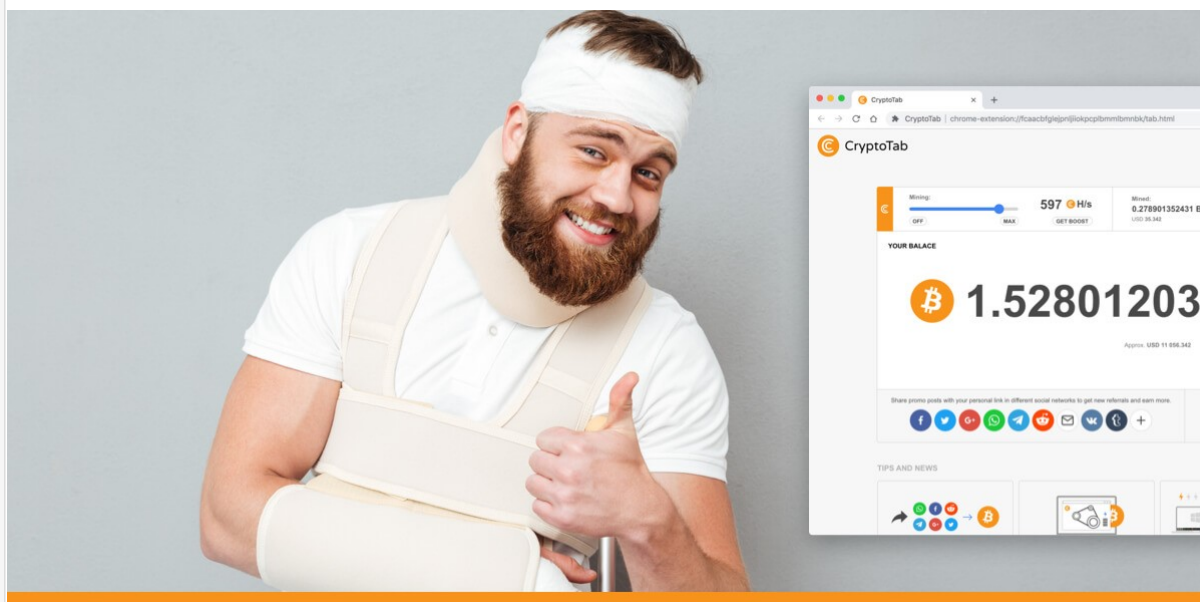 CryptoTab
CryptoTab | chrome-extension://fcaacbfglejpnljliokpcplbmmlbmnbk/tab.html
CryptoTab
Mining:
597 H/s
OFF
MAX
GET BOOST
Mined:
0.278901352431 B
USD 35.342
YOUR BALACE
1.52801203
Approx. USD 11 056.342
Share promo posts with your personal link in different social networks to get new referrals and earn more.
TIPS AND NEWS